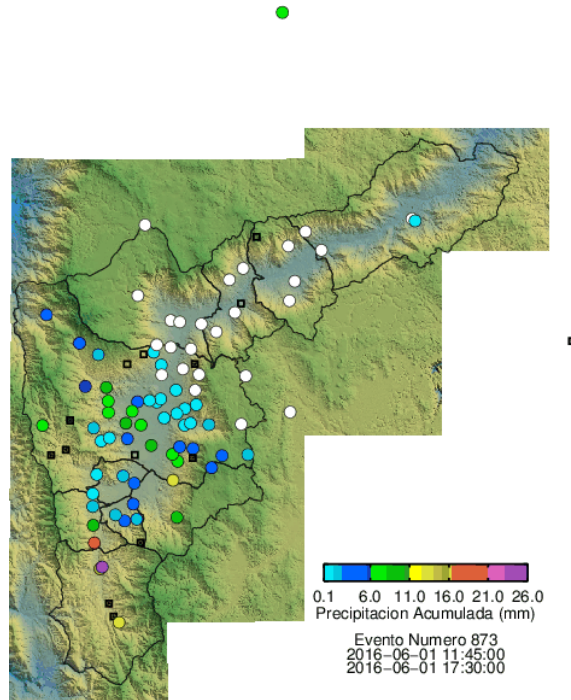 0.1 6.0 11.0 16.0 21.0 26.0
Precipitacion Acumulada (mm)
Evento Numero 873
2016-06-01 11:45:00
2016-06-01 17:30:00